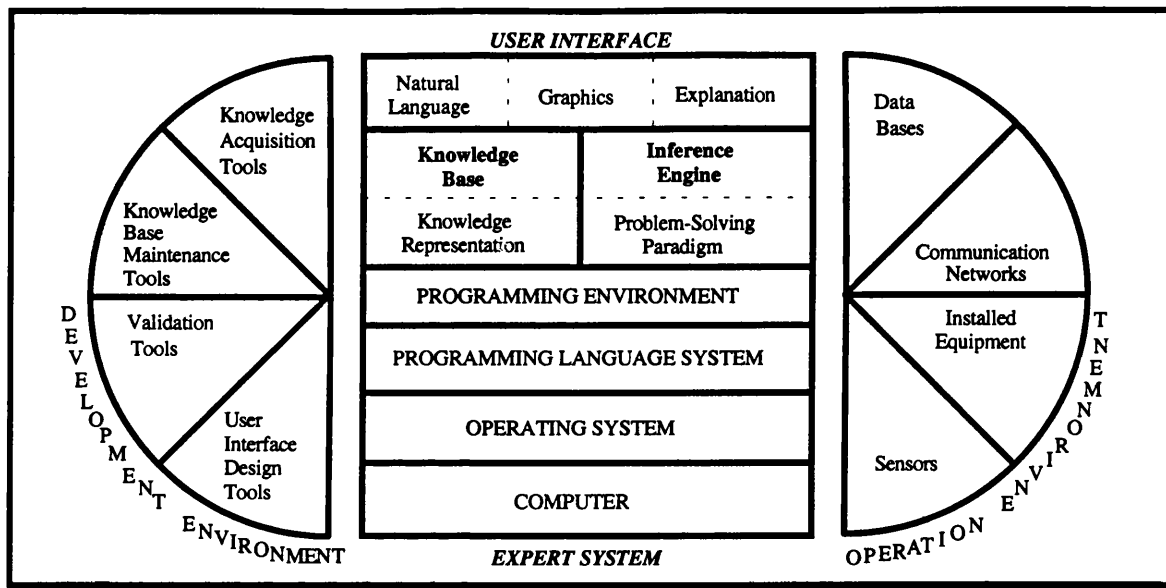 USER INTERFACE
Natural
Language
Graphics
Explanation
Knowledge
Base
Inference
Engine
Knowledge
Representation
Problem-Solving
Paradigm
PROGRAMMING ENVIRONMENT
PROGRAMMING LANGUAGE SYSTEM
OPERATING SYSTEM
COMPUTER
EXPERT SYSTEM
Knowledge
Acquisition
Tools
Knowledge
Base
Maintenance
Tools
Validation
Tools
User
Interface
Design
Tools
DEVELOPMENT ENVIRONMENT
Data
Bases
Communication
Networks
Installed
Equipment
Sensors
OPERATION ENVIRONMENT